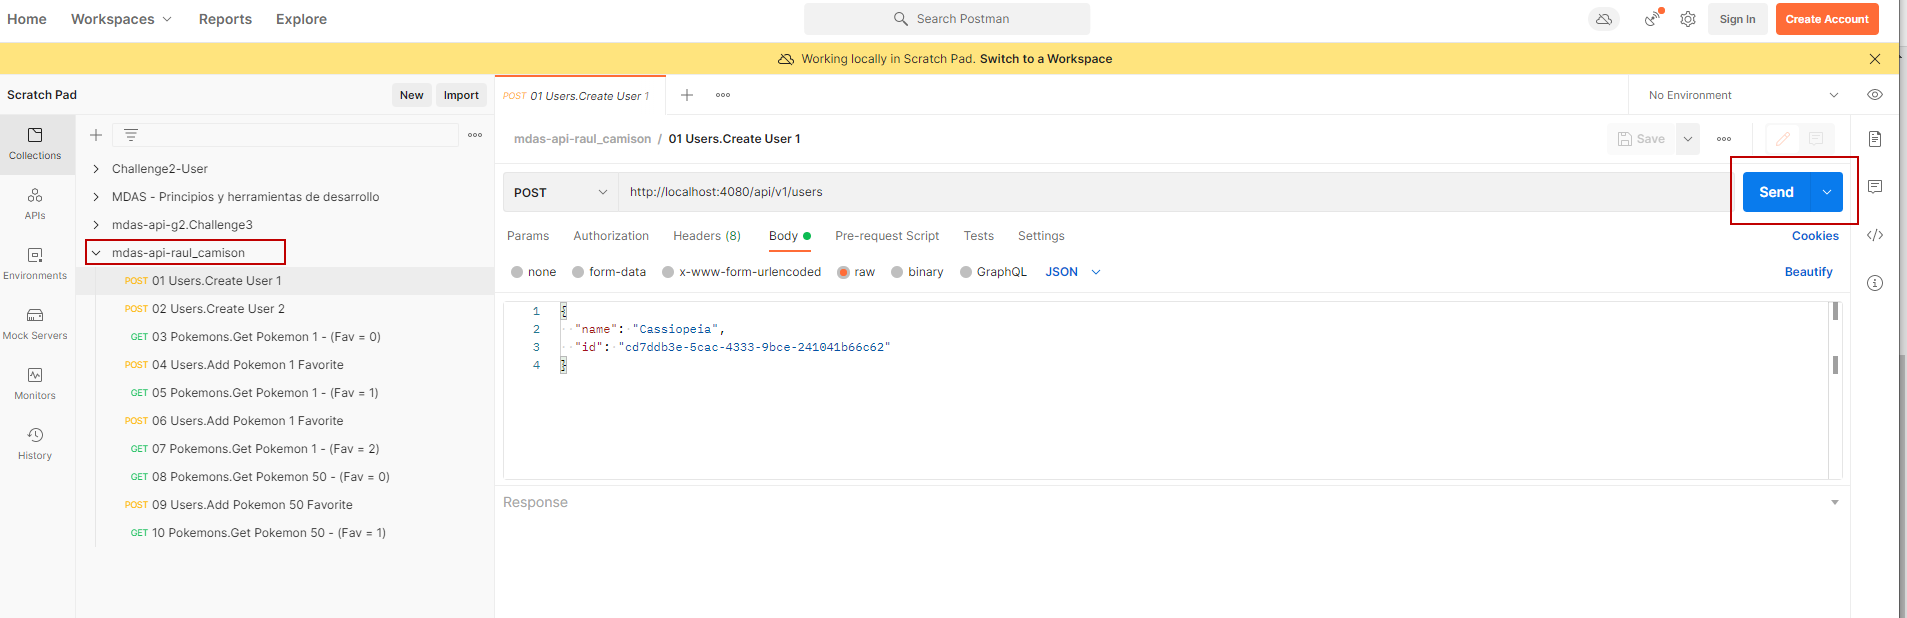 Home Workspaces Reports Explore Search Postman Sign In Create Account
Working locally in Scratch Pad. Switch to a Workspace
Scratch Pad New Import
POST 01 Users.Create User 1 No Environment
Collections
APIs
Environments
Mock Servers
Monitors
History
Challenge2-User
MDAS - Principios y herramientas de desarrollo
mdas-api-g2.Challenge3
mdas-api-raul_camison
POST 01 Users.Create User 1
POST 02 Users.Create User 2
GET 03 Pokemons.Get Pokemon 1 - (Fav = 0)
POST 04 Users.Add Pokemon 1 Favorite
GET 05 Pokemons.Get Pokemon 1 - (Fav = 1)
POST 06 Users.Add Pokemon 1 Favorite
GET 07 Pokemons.Get Pokemon 1 - (Fav = 2)
GET 08 Pokemons.Get Pokemon 50 - (Fav = 0)
POST 09 Users.Add Pokemon 50 Favorite
GET 10 Pokemons.Get Pokemon 50 - (Fav = 1)
mdas-api-raul_camison / 01 Users.Create User 1 Save
POST http://localhost:4080/api/v1/users Send
Params Authorization Headers (8) Body Pre-request Script Tests Settings Cookies
none form-data x-www-form-urlencoded raw binary GraphQL JSON Beautify
1 {
2 "name": "Cassiopeia",
3 "id": "cd7ddb3e-5cac-4333-9bce-241041b66c62"
4 }
Response